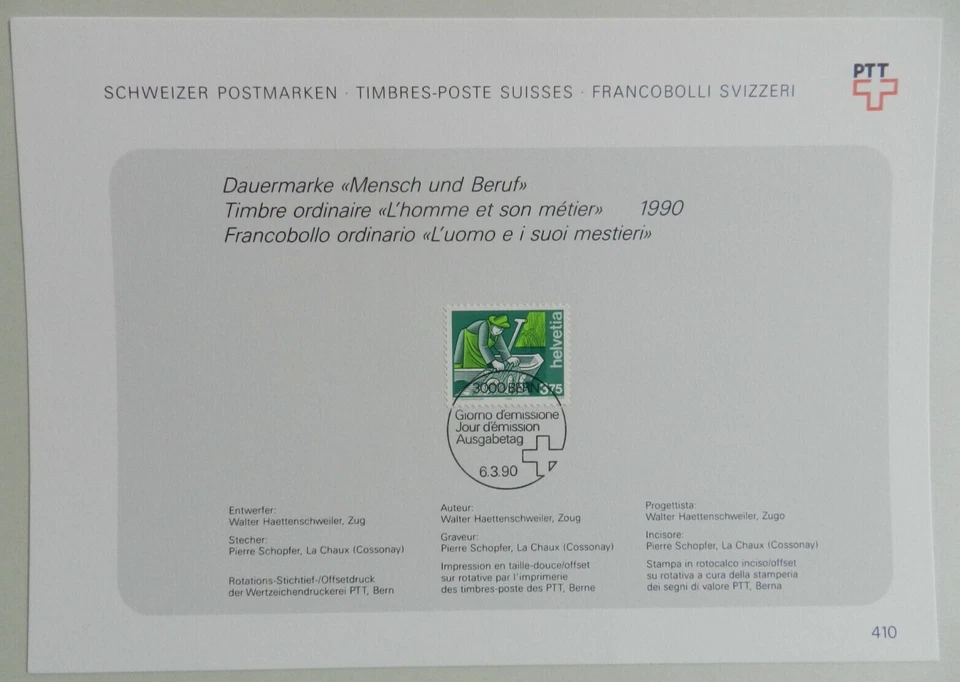 PTT
SCHWEIZER POSTMARKEN · TIMBRES-POSTE SUISSES · FRANCOBOLLI SVIZZERI
Dauermarke «Mensch und Beruf»
Timbre ordinaire «L'homme et son métier» 1990
Francobollo ordinario «L'uomo e i suoi mestieri»
helvetia
375
3000 BERN
Giorno d'emissione
Jour d'émission
Ausgabetag
6.3.90
Entwerfer:
Walter Haettenschweiler, Zug
Stecher:
Pierre Schopfer, La Chaux (Cossonay)
Rotations-Stichtief-/Offsetdruck
der Wertzeichendruckerei PTT, Bern
Auteur:
Walter Haettenschweiler, Zoug
Graveur:
Pierre Schopfer, La Chaux (Cossonay)
Impression en taille-douce/offset
sur rotative par l'imprimerie
des timbres-poste des PTT, Berne
Progettista:
Walter Haettenschweiler, Zugo
Incisore:
Pierre Schopfer, La Chaux (Cossonay)
Stampa in rotocalco inciso/offset
su rotativa a cura della stamperia
dei segni di valore PTT, Berna
410